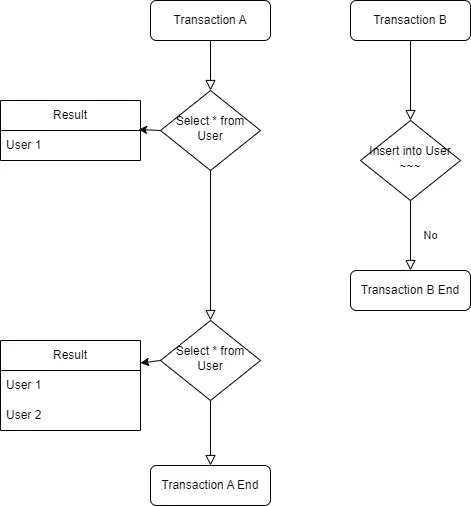 Transaction A
Transaction B
Select * from
User
Result
User 1
Insert into User
~~~
No
Transaction B End
Select * from
User
Result
User 1
User 2
Transaction A End